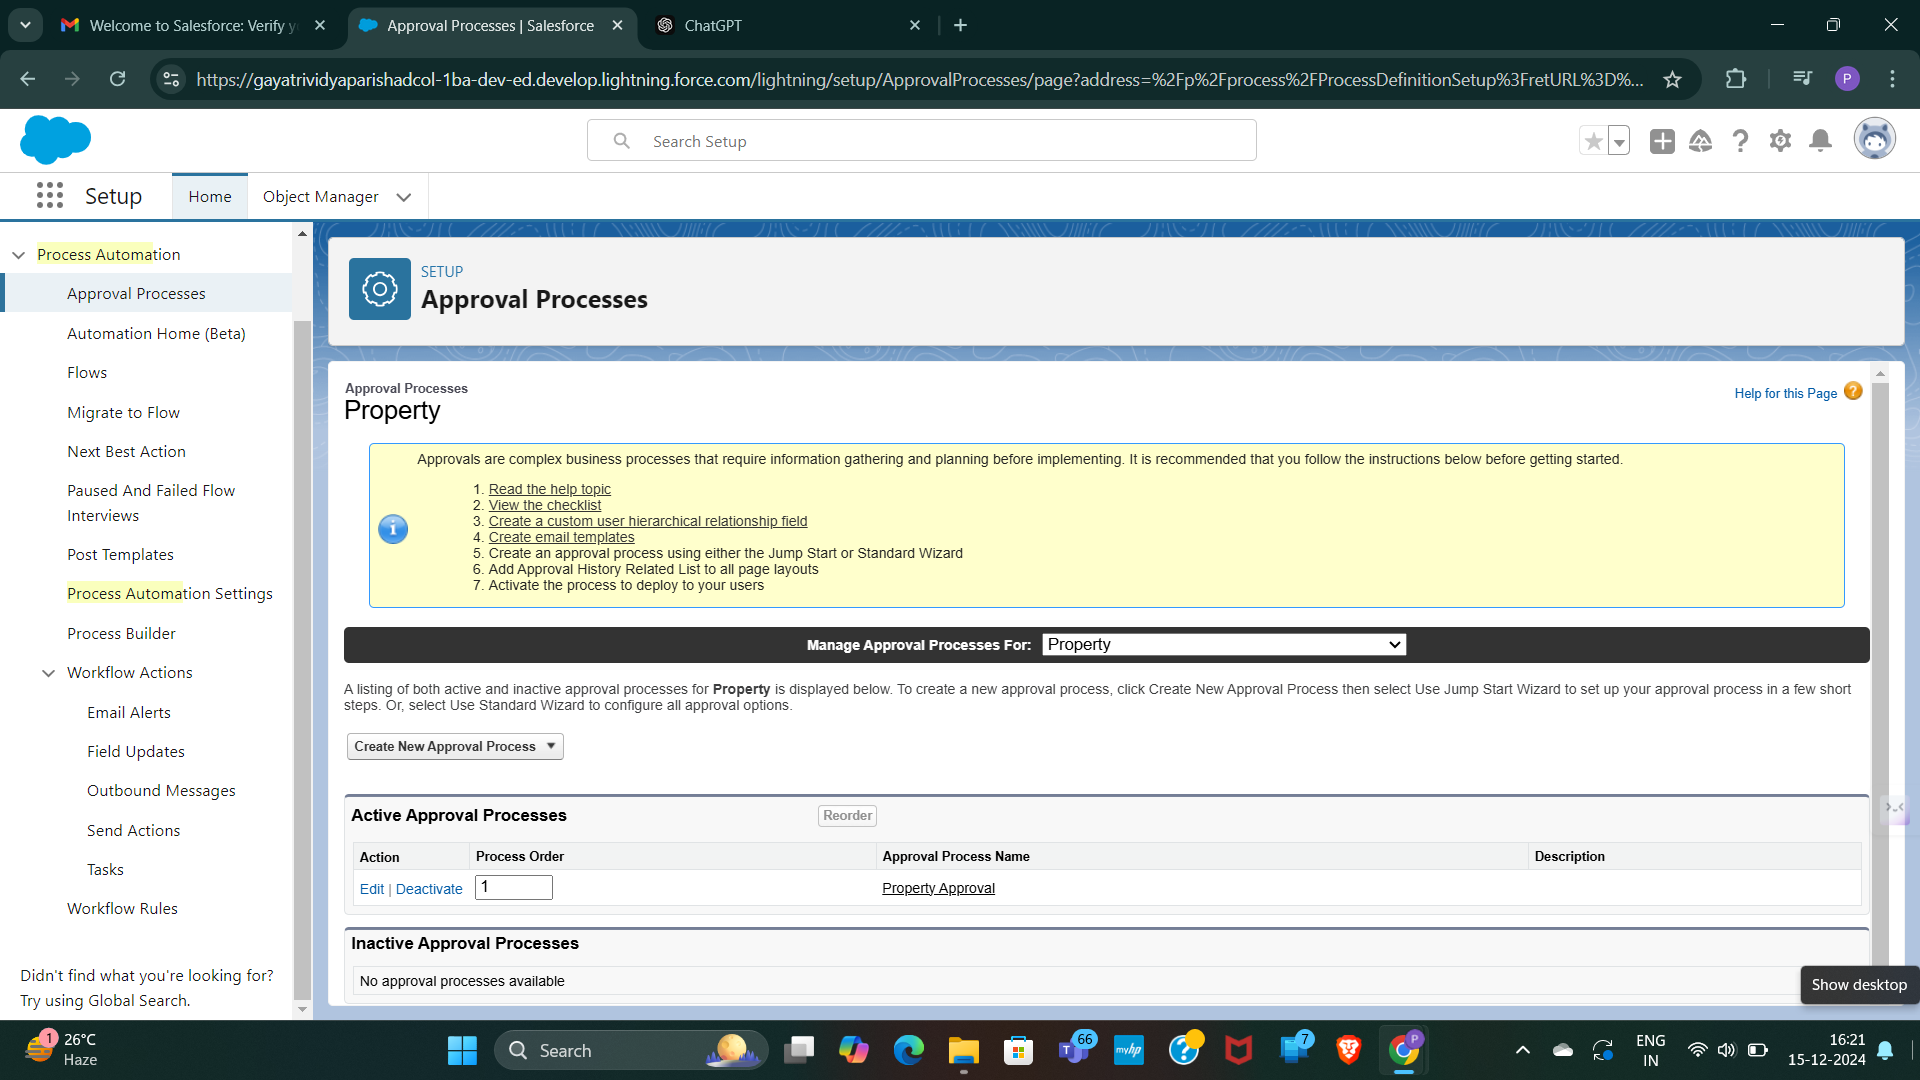 Welcome to Salesforce: Verify y
Approval Processes | Salesforce
ChatGPT
https://gayatrividyaparishadcol-1ba-dev-ed.develop.lightning.force.com/lightning/setup/ApprovalProcesses/page?address=%2Fp%2Fprocess%2FProcessDefinitionSetup%3FretURL%3D%...
P
Search Setup
Setup
Home
Object Manager
Process Automation
Approval Processes
Automation Home (Beta)
Flows
Migrate to Flow
Next Best Action
Paused And Failed Flow
Interviews
Post Templates
Process Automation Settings
Process Builder
Workflow Actions
Email Alerts
Field Updates
Outbound Messages
Send Actions
Tasks
Workflow Rules
Didn't find what you're looking for?
Try using Global Search.
SETUP
Approval Processes
Approval Processes
Property
Help for this Page
Approvals are complex business processes that require information gathering and planning before implementing. It is recommended that you follow the instructions below before getting started.
1. Read the help topic
2. View the checklist
3. Create a custom user hierarchical relationship field
4. Create email templates
5. Create an approval process using either the Jump Start or Standard Wizard
6. Add Approval History Related List to all page layouts
7. Activate the process to deploy to your users
Manage Approval Processes For: Property
A listing of both active and inactive approval processes for Property is displayed below. To create a new approval process, click Create New Approval Process then select Use Jump Start Wizard to set up your approval process in a few short
steps. Or, select Use Standard Wizard to configure all approval options.
Create New Approval Process
Active Approval Processes
Reorder
Action Process Order Approval Process Name Description
Edit | Deactivate 1 Property Approval
Inactive Approval Processes
No approval processes available
Show desktop
1
26°C
Haze
Search
66
myhp
7
P
ENG
IN
16:21
15-12-2024